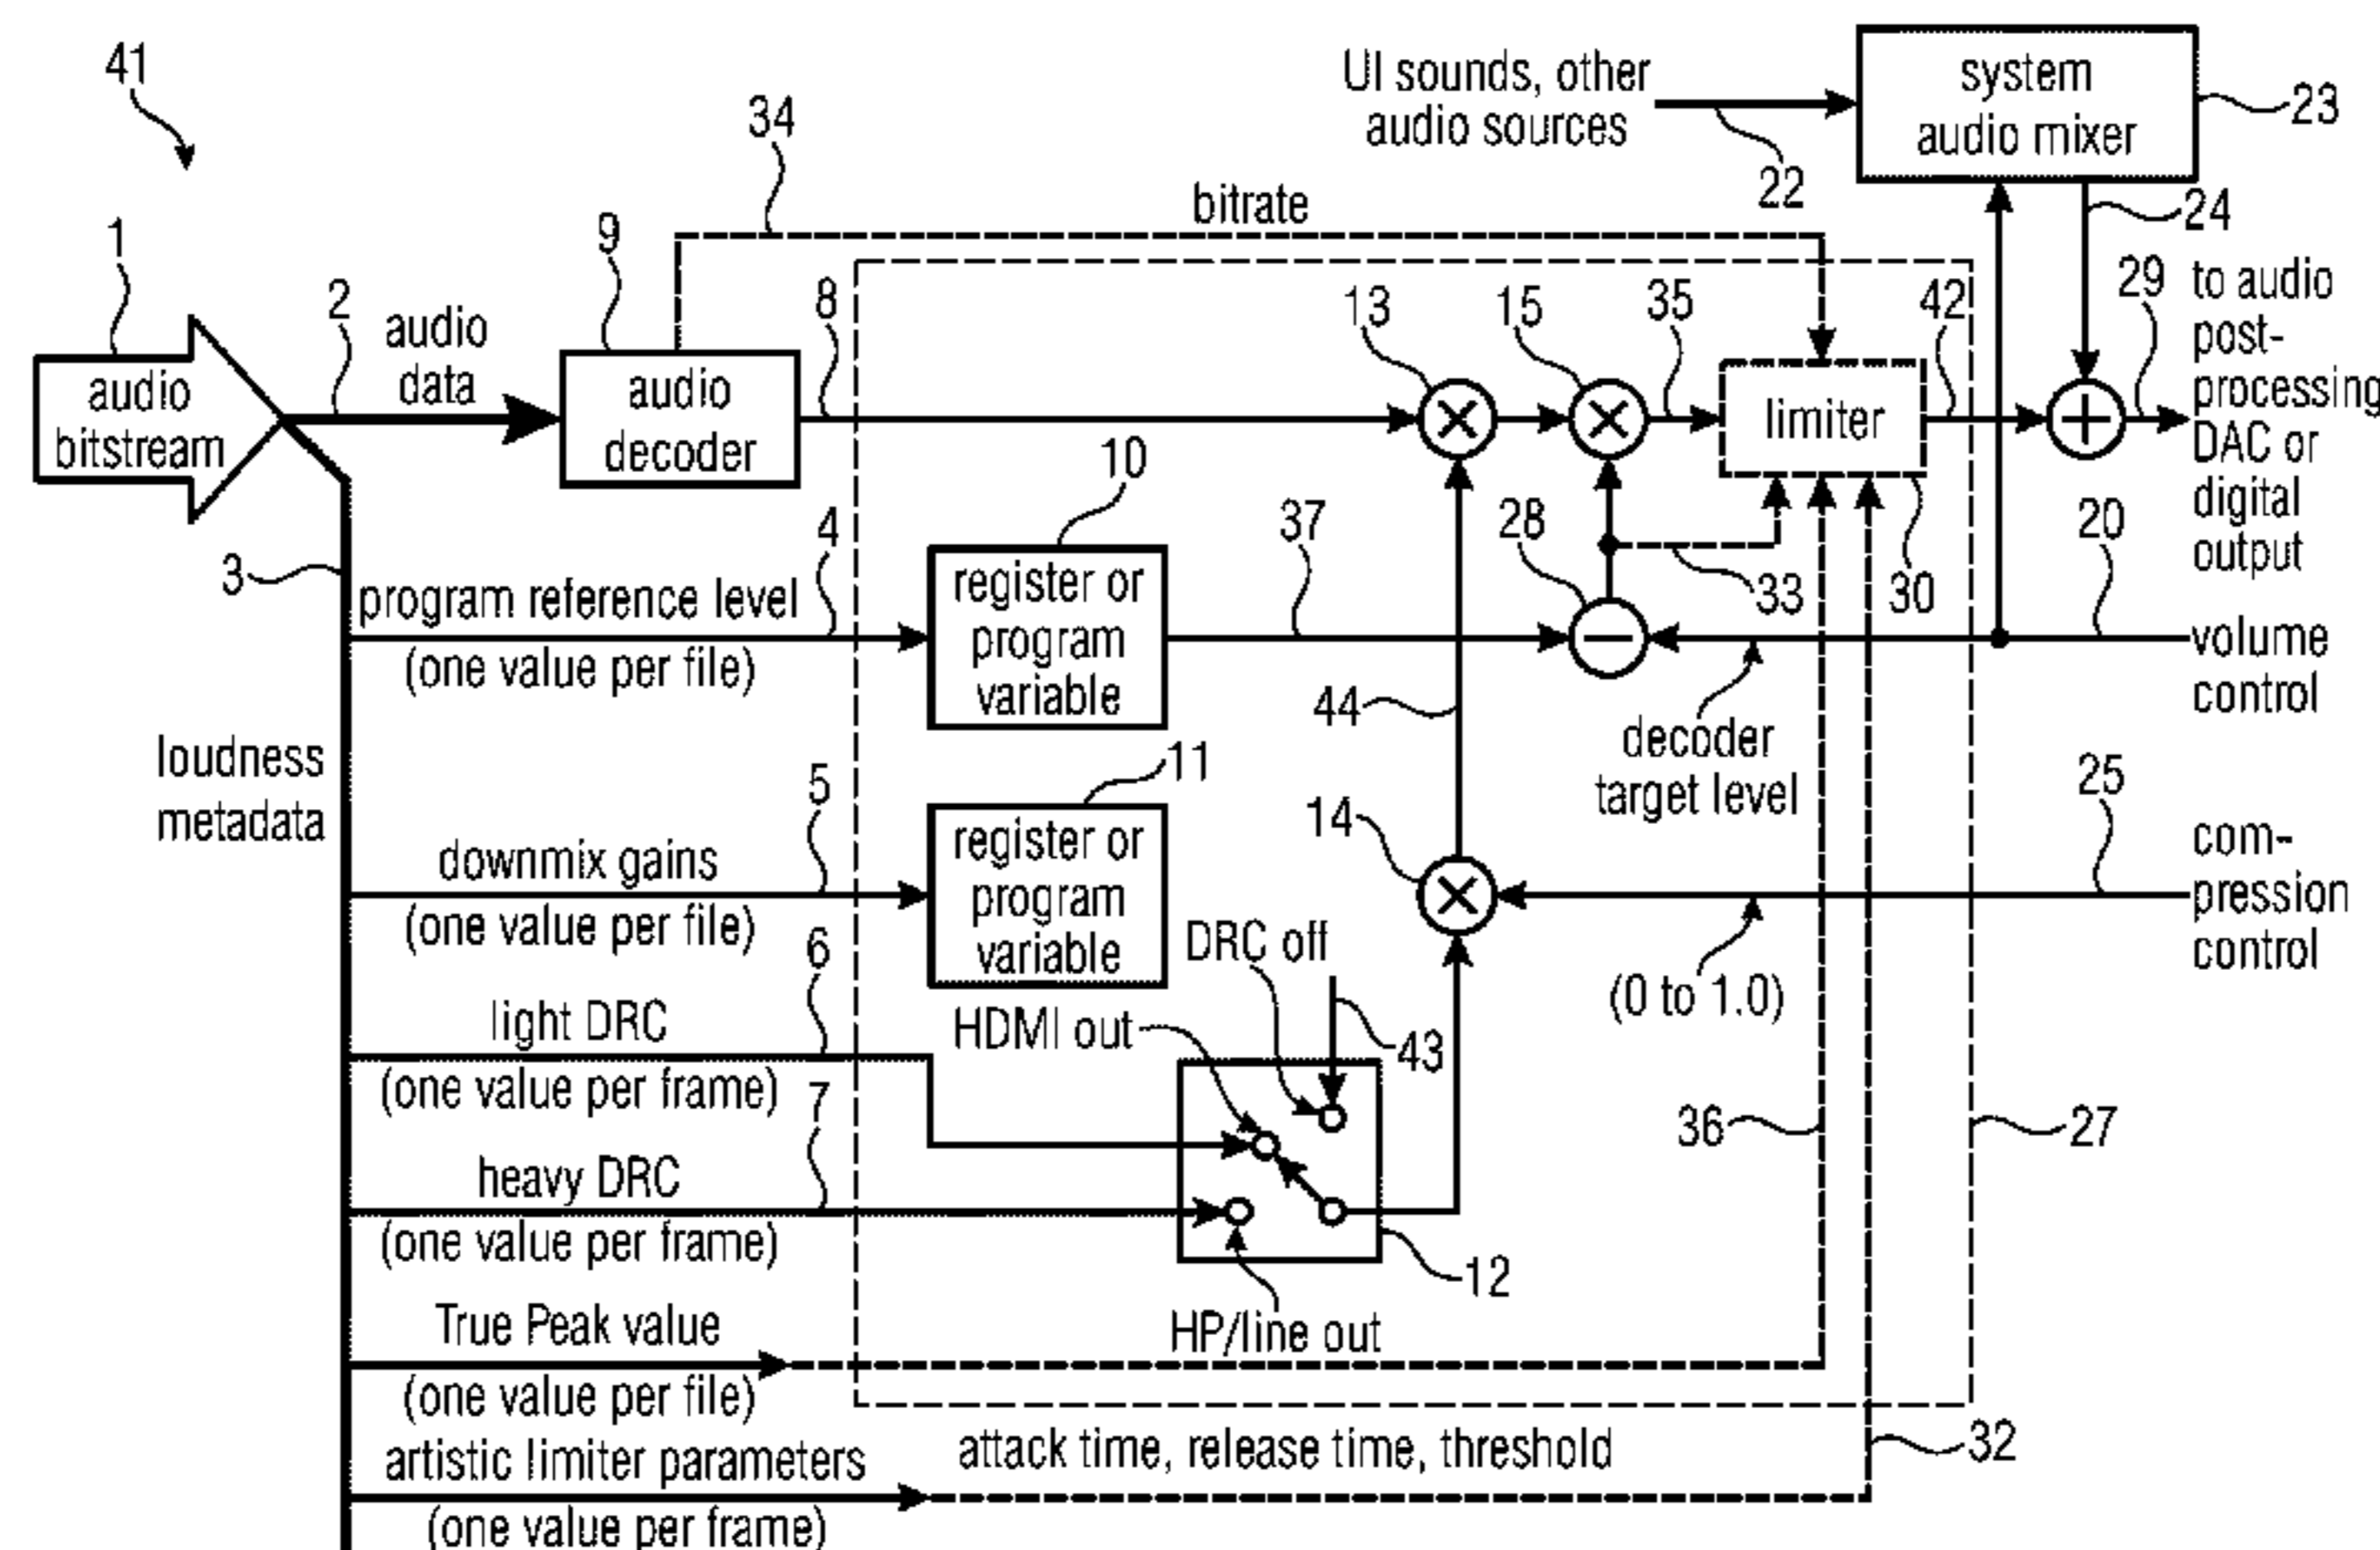 41
1
audio
bitstream
2
audio
data
34
9
audio
decoder
8
bitrate
UI sounds, other
audio sources
22
system
audio mixer
23
24
13
15
35
limiter
42
29
to audio
post-
processing
DAC or
digital
output
3
program reference level
(one value per file)
4
10
register or
program
variable
37
28
33
30
20
volume
control
decoder
target level
44
loudness
metadata
downmix gains
(one value per file)
5
11
register or
program
variable
14
25
com-
pression
control
(0 to 1.0)
light DRC
(one value per frame)
6
DRC off
HDMI out
43
heavy DRC
(one value per frame)
7
12
HP/line out
36
27
True Peak value
(one value per file)
artistic limiter parameters
(one value per frame)
attack time, release time, threshold
32